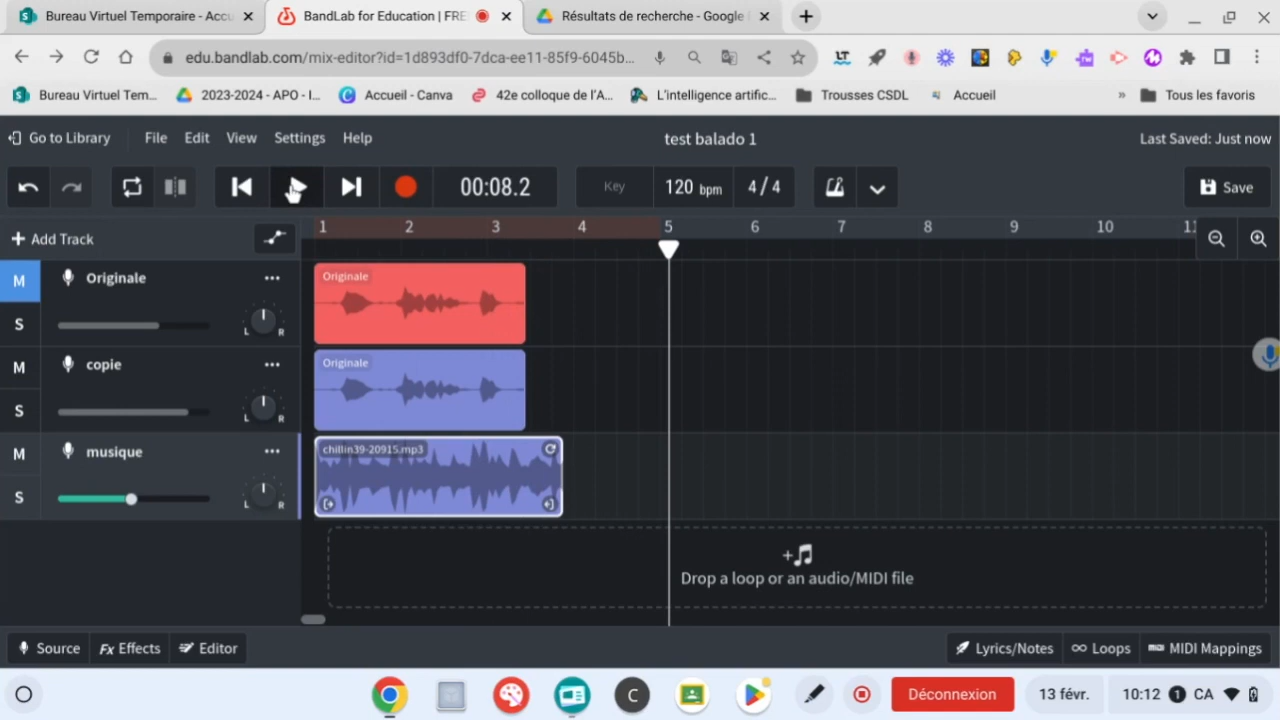 Bureau Virtuel Temporaire - Accu
BandLab for Education | FRE
Résultats de recherche - Google
edu.bandlab.com/mix-editor?id=1d893df0-7dca-ee11-85f9-6045b...
Bureau Virtuel Tem...
2023-2024 - APO - I...
Accueil - Canva
42e colloque de l'A...
L'intelligence artific...
Trousses CSDL
Accueil
»
Tous les favoris
Go to Library
File
Edit
View
Settings
Help
test balado 1
Last Saved: Just now
00:08.2
Key
120 bpm
4 / 4
Save
+ Add Track
1 2 3 4 5 6 7 8 9 10 11
M
Originale
S
L R
Originale
M
copie
S
L R
Originale
M
musique
S
L R
chillin39-20915.mp3
Drop a loop or an audio/MIDI file
Source
Fx Effects
Editor
Lyrics/Notes
Loops
MIDI Mappings
C
Déconnexion
13 févr.
10:12
1
CA